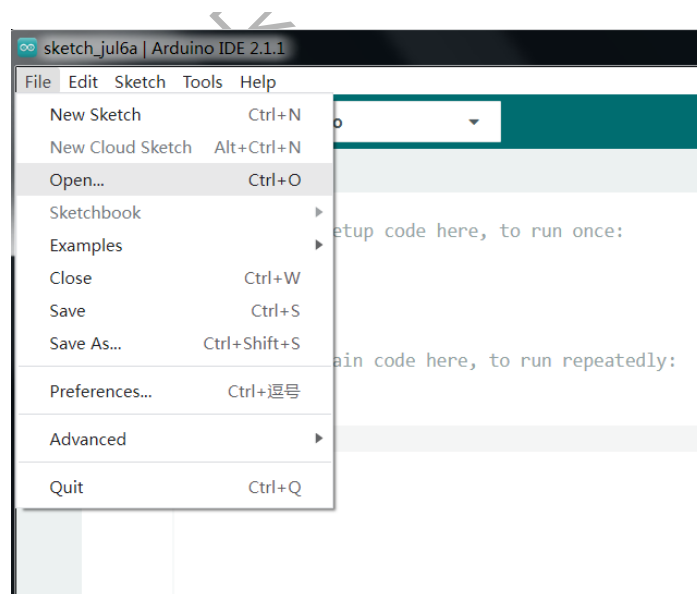 sketch_jul6a | Arduino IDE 2.1.1
File Edit Sketch Tools Help
New Sketch Ctrl+N
o
New Cloud Sketch Alt+Ctrl+N
Open... Ctrl+O
Sketchbook
etup code here, to run once:
Examples
Close Ctrl+W
Save Ctrl+S
Save As... Ctrl+Shift+S
ain code here, to run repeatedly:
Preferences... Ctrl+逗号
Advanced
Quit Ctrl+Q